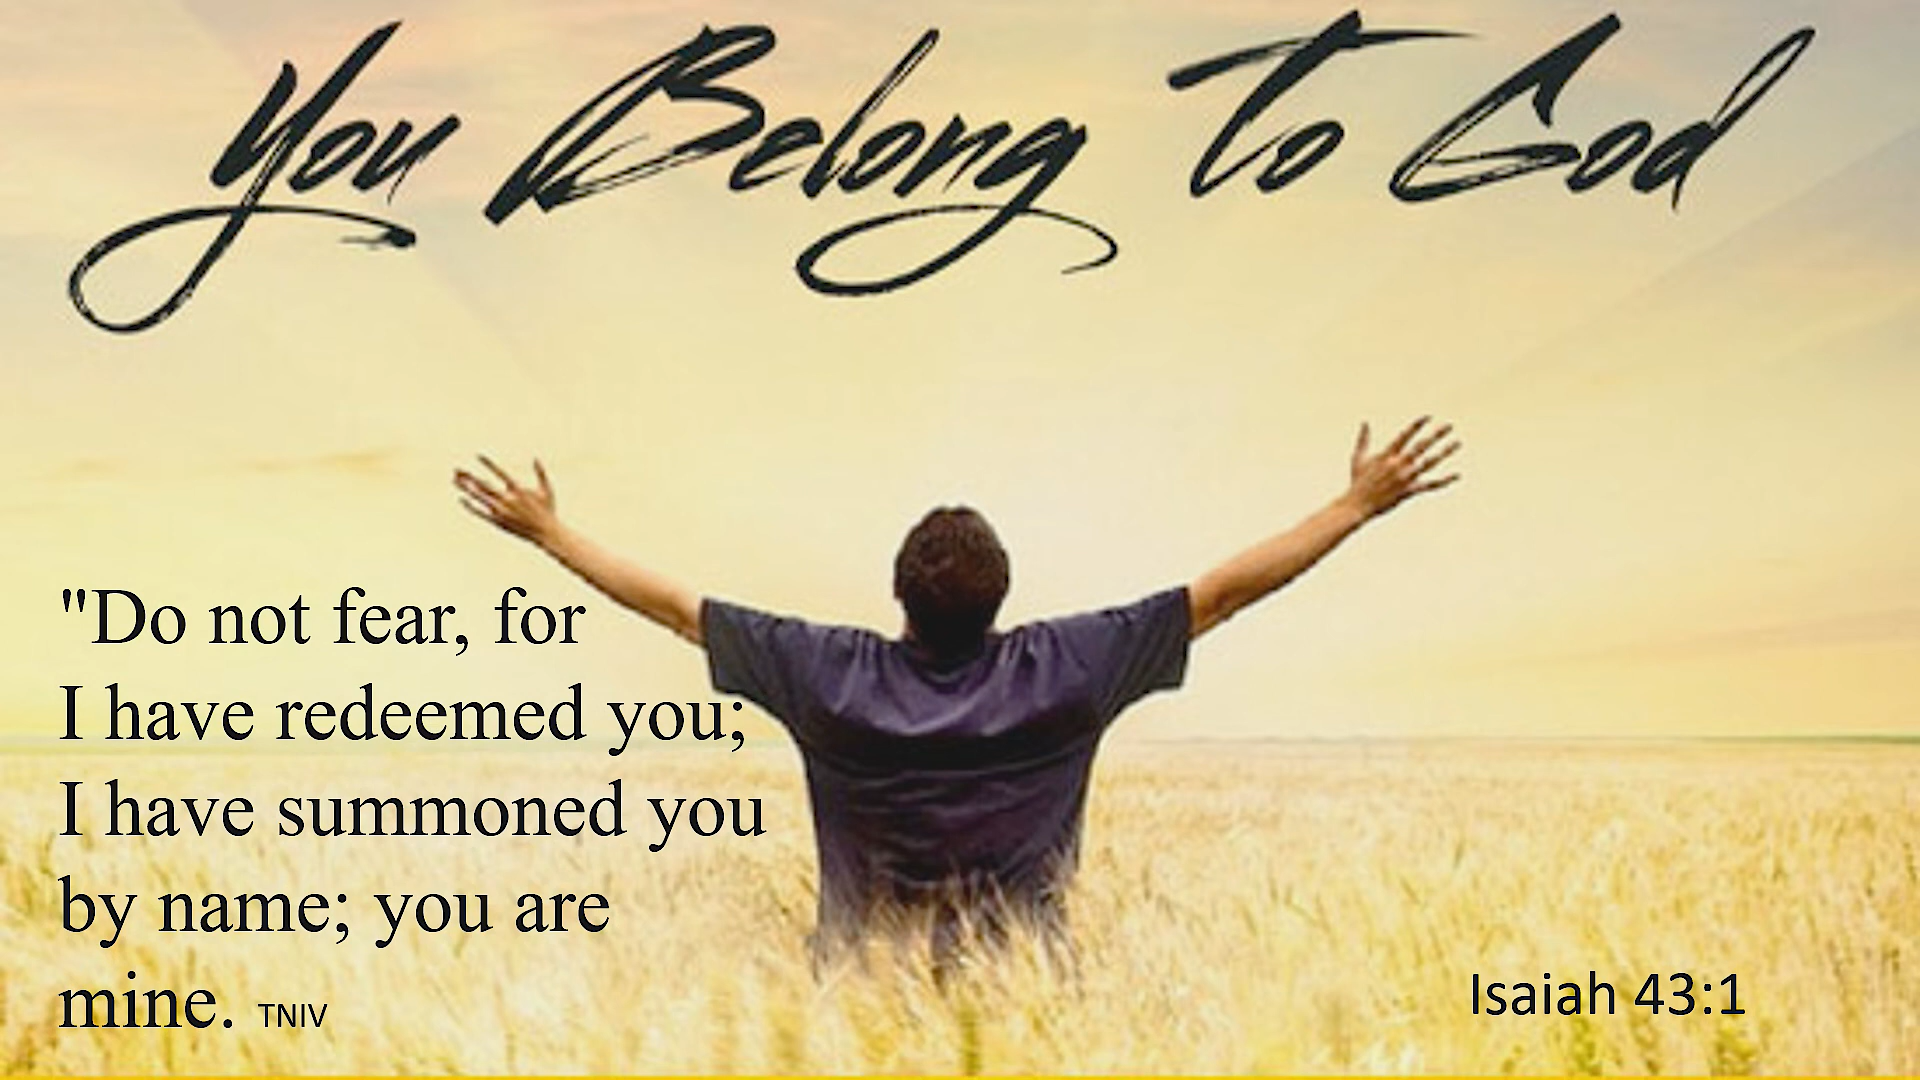 You Belong To God
"Do not fear, for
I have redeemed you;
I have summoned you
by name; you are
mine. TNIV
Isaiah 43:1